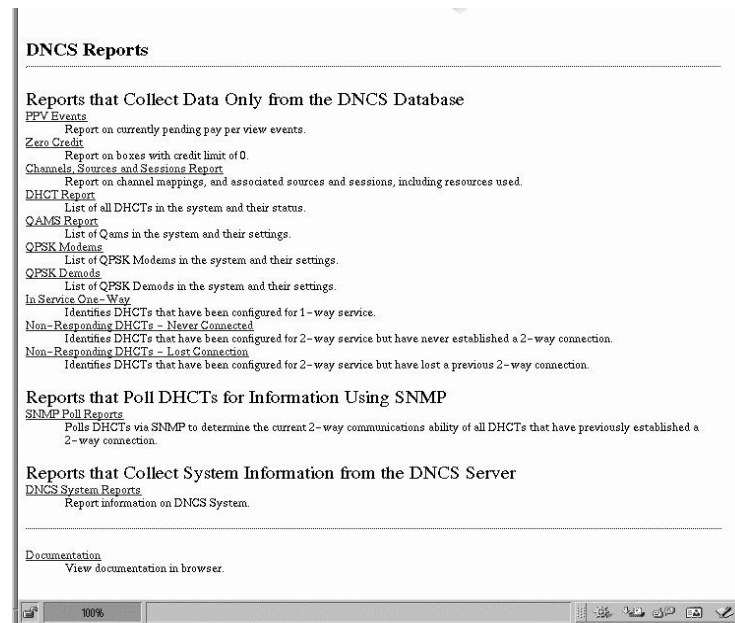 DNCS Reports
Reports that Collect Data Only from the DNCS Database
PPV Events
Report on currently pending pay per view events.
Zero Credit
Report on boxes with credit limit of 0.
Channels, Sources and Sessions Report
Report on channel mappings, and associated sources and sessions, including resources used.
DHCT Report
List of all DHCTs in the system and their status.
QAMS Report
List of Qams in the system and their settings.
QPSK Modems
List of QPSK Modems in the system and their settings.
QPSK Demods
List of QPSK Demods in the system and their settings.
In Service One-Way
Identifies DHCTs that have been configured for 1-way service.
Non-Responding DHCTs - Never Connected
Identifies DHCTs that have been configured for 2-way service but have never established a 2-way connection.
Non-Responding DHCTs - Lost Connection
Identifies DHCTs that have been configured for 2-way service but have lost a previous 2-way connection.
Reports that Poll DHCTs for Information Using SNMP
SNMP Poll Reports
Polls DHCTs via SNMP to determine the current 2-way communications ability of all DHCTs that have previously established a
2-way connection.
Reports that Collect System Information from the DNCS Server
DNCS System Reports
Report information on DNCS System.
Documentation
View documentation in browser.
100%